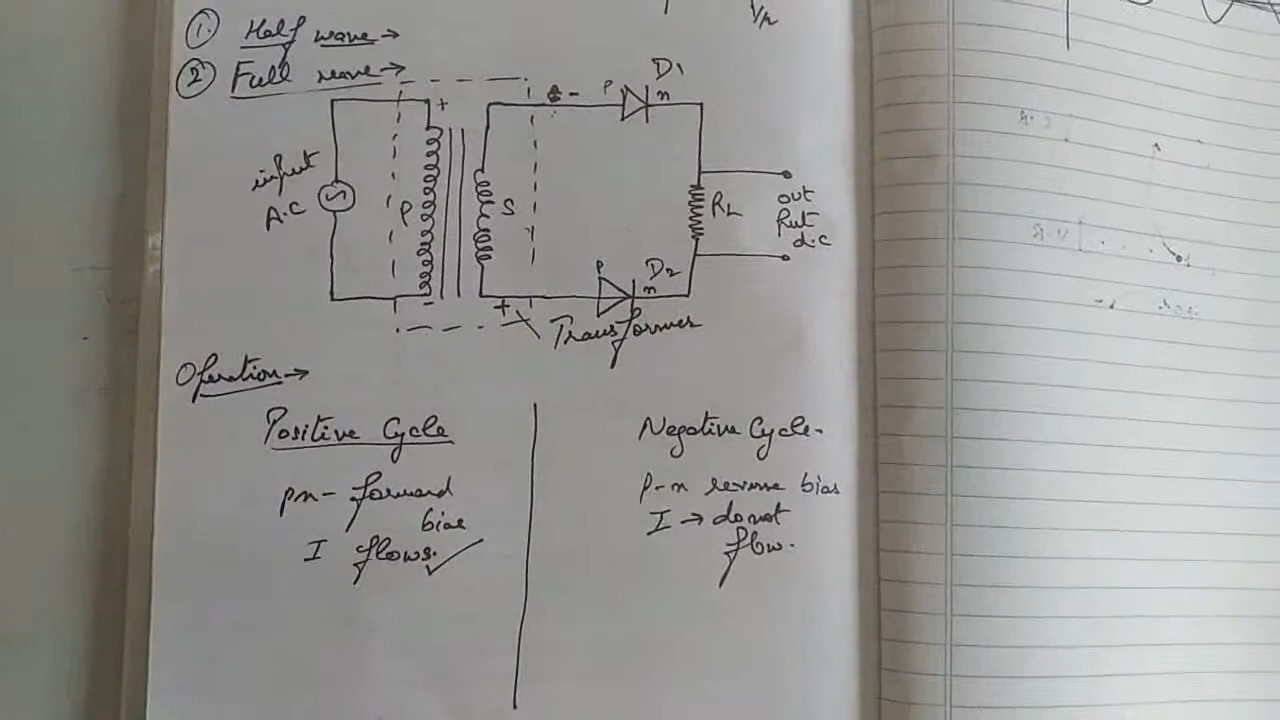 ① Half wave →
② Full wave →
V/R
D1
+
- P
n
input
A.C
P
S
RL
out
Put
d.c
P
D2
n
-
+
Transformer
Operation →
Positive Cycle
Negative Cycle-
pn- forward
bias
I flows. ✓
P-n reverse bias
I → do not
flow.